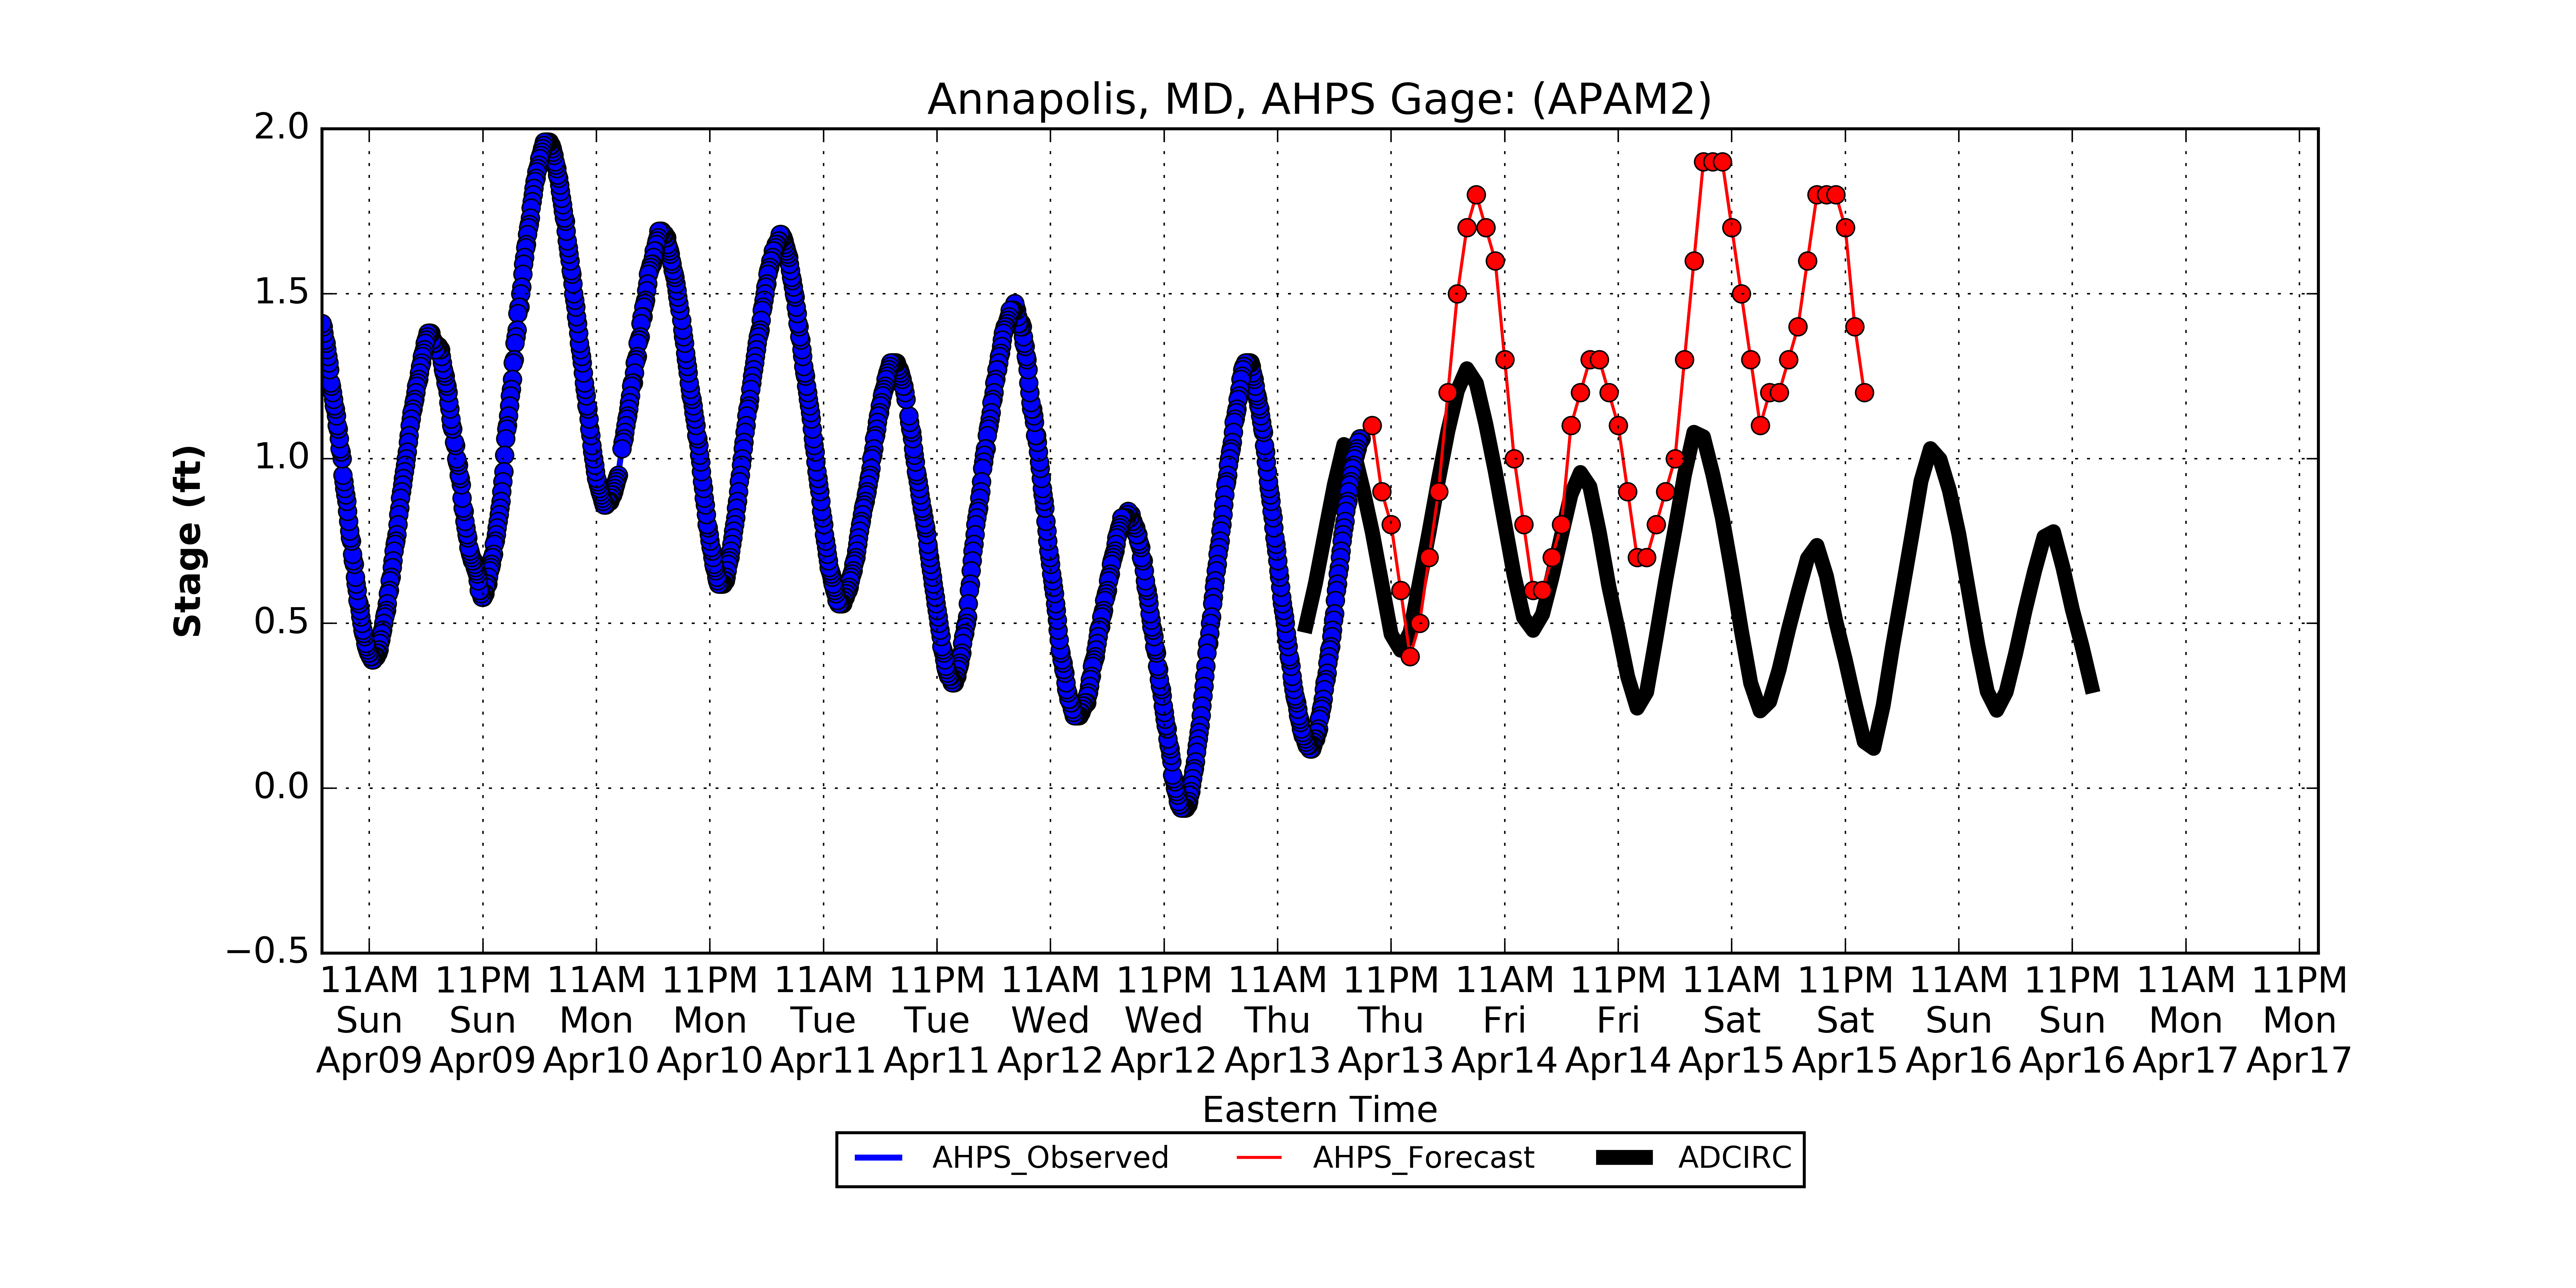 Annapolis, MD, AHPS Gage: (APAM2)
2.0
1.5
1.0
0.5
0.0
−0.5
Stage (ft)
11AM 11PM 11AM 11PM 11AM 11PM 11AM 11PM 11AM 11PM 11AM 11PM 11AM 11PM 11AM 11PM 11AM 11PM
Sun Sun Mon Mon Tue Tue Wed Wed Thu Thu Fri Fri Sat Sat Sun Sun Mon Mon
Apr09 Apr09 Apr10 Apr10 Apr11 Apr11 Apr12 Apr12 Apr13 Apr13 Apr14 Apr14 Apr15 Apr15 Apr16 Apr16 Apr17 Apr17
Eastern Time
AHPS_Observed AHPS_Forecast ADCIRC